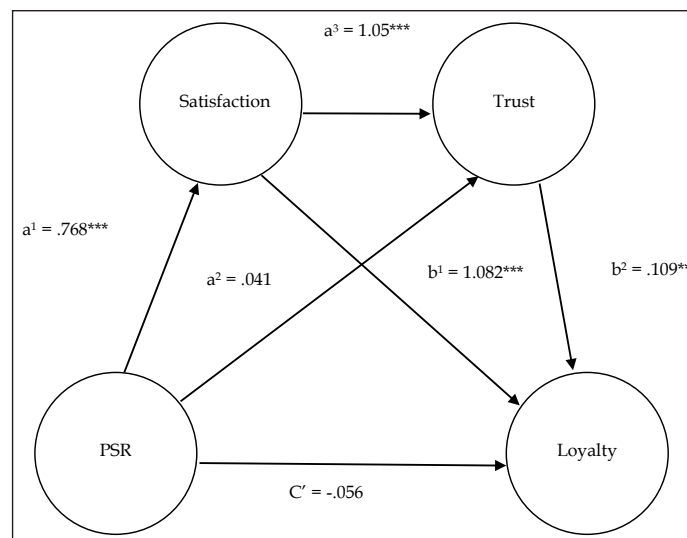 a³ = 1.05***
Satisfaction
Trust
a¹ = .768***
a² = .041
b¹ = 1.082***
b² = .109**
PSR
Loyalty
C′ = -.056